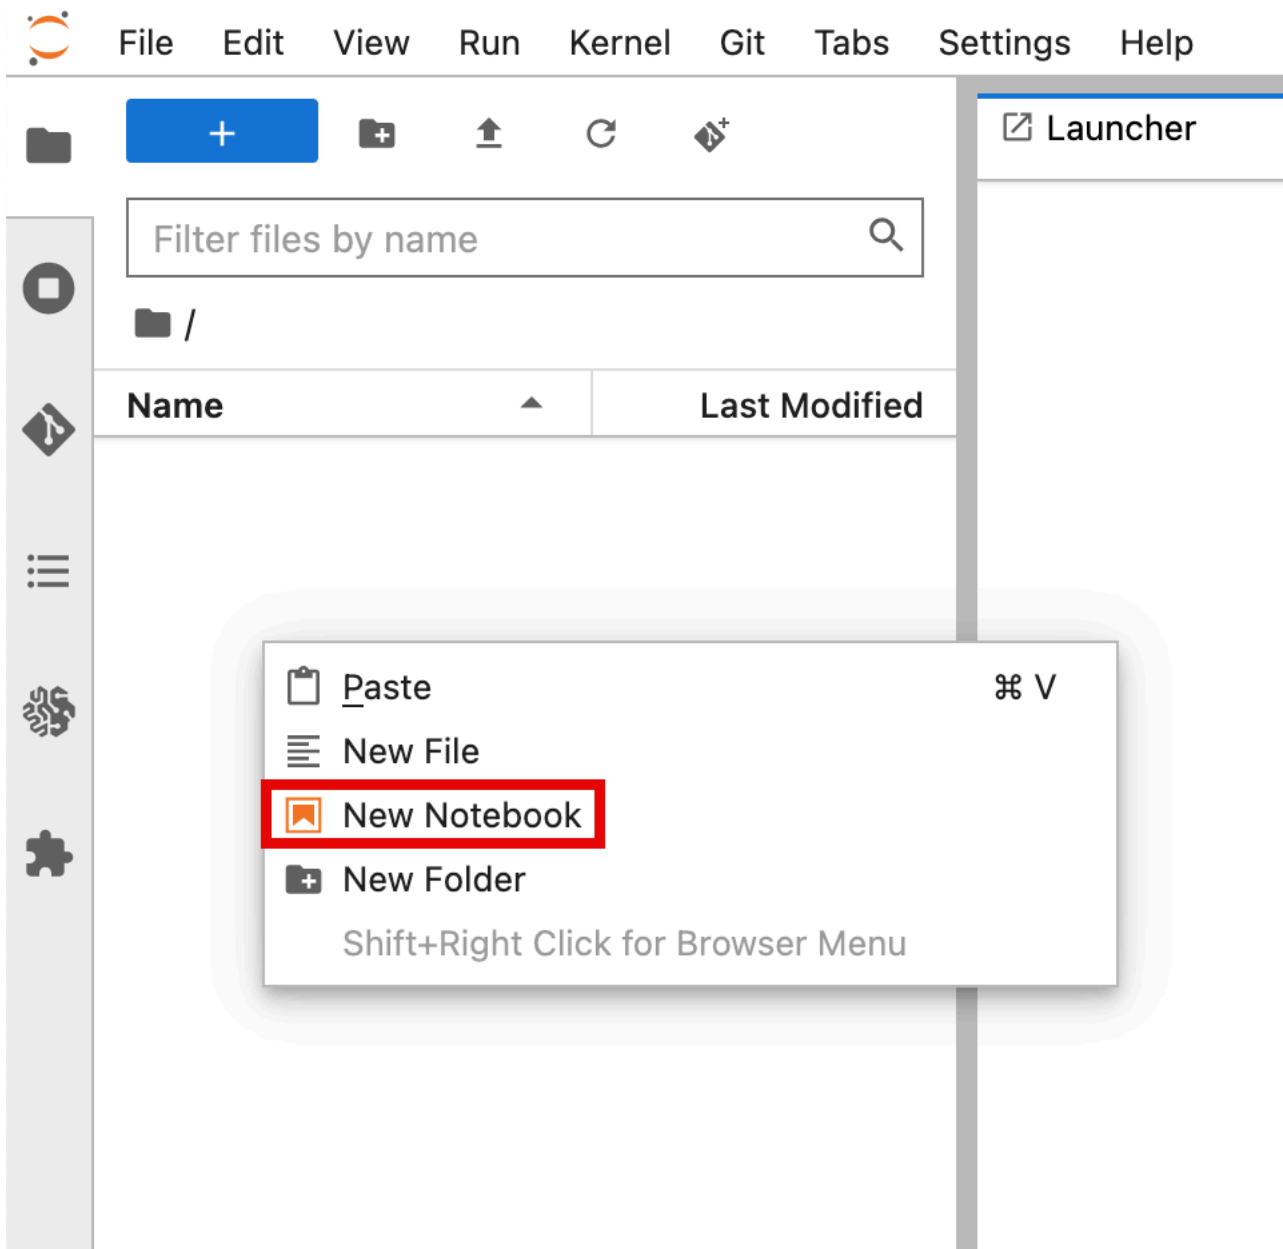 File Edit View Run Kernel Git Tabs Settings Help
+
Launcher
Filter files by name
/
Name Last Modified
Paste ⌘ V
New File
New Notebook
New Folder
Shift+Right Click for Browser Menu